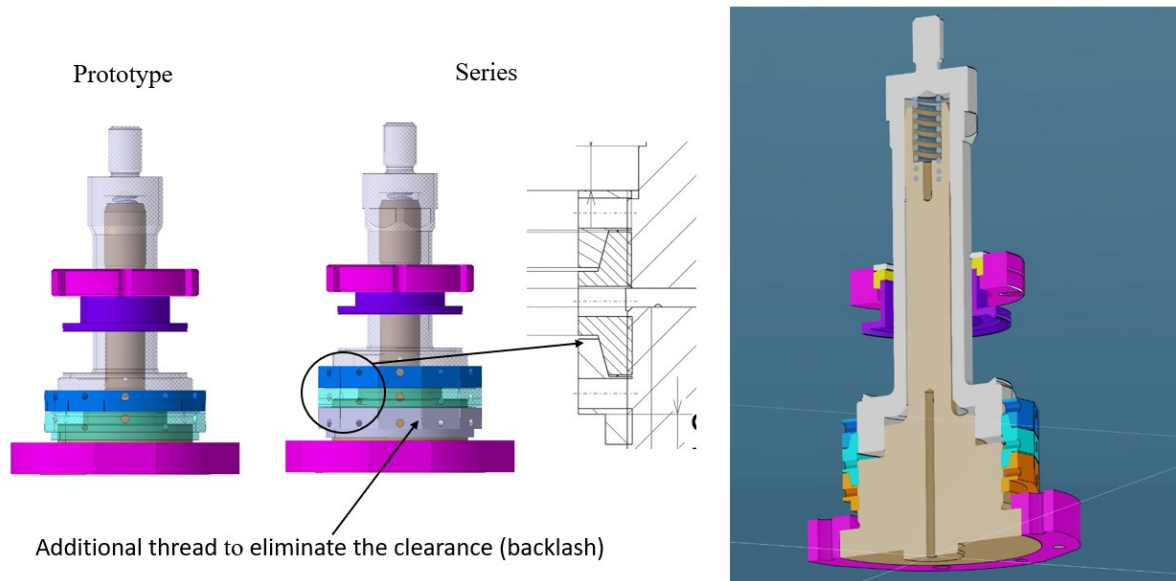 Prototype
Series
Additional thread to eliminate the clearance (backlash)